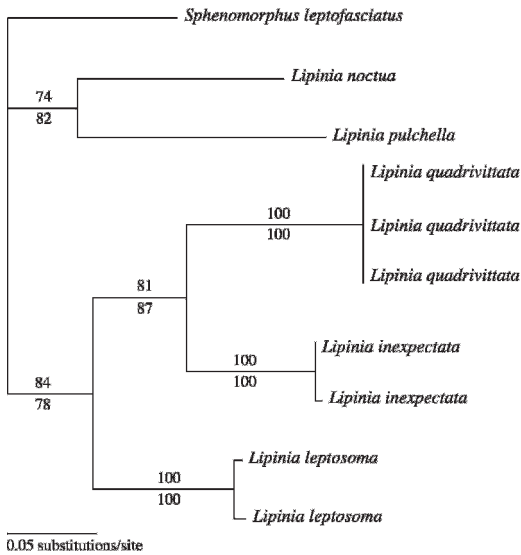 Sphenomorphus leptofasciatus
Lipinia noctua
74
82
Lipinia pulchella
Lipinia quadrivittata
100
100
Lipinia quadrivittata
Lipinia quadrivittata
81
87
Lipinia inexpectata
100
100
Lipinia inexpectata
84
78
Lipinia leptosoma
100
100
Lipinia leptosoma
0.05 substitutions/site